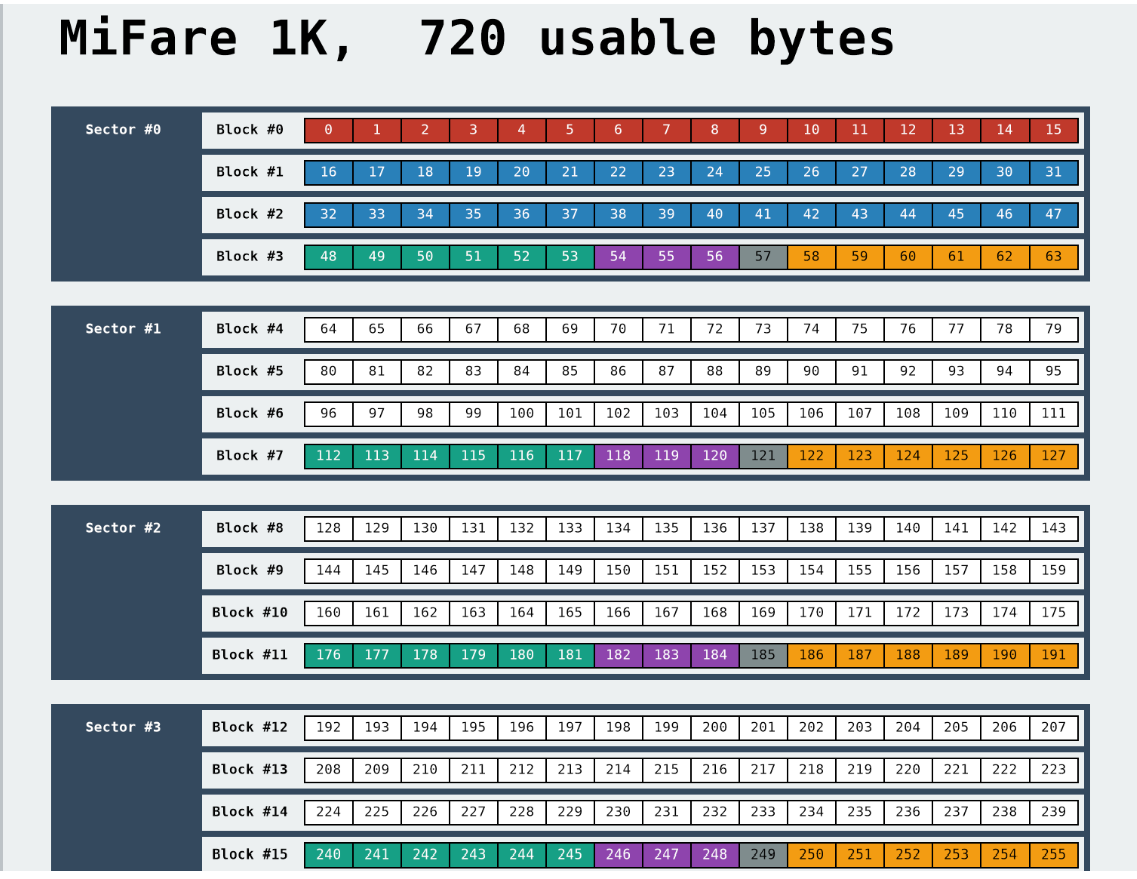 MiFare 1K,  720 usable bytes
Sector #0 Block #0 0 1 2 3 4 5 6 7 8 9 10 11 12 13 14 15
Block #1 16 17 18 19 20 21 22 23 24 25 26 27 28 29 30 31
Block #2 32 33 34 35 36 37 38 39 40 41 42 43 44 45 46 47
Block #3 48 49 50 51 52 53 54 55 56 57 58 59 60 61 62 63
Sector #1 Block #4 64 65 66 67 68 69 70 71 72 73 74 75 76 77 78 79
Block #5 80 81 82 83 84 85 86 87 88 89 90 91 92 93 94 95
Block #6 96 97 98 99 100 101 102 103 104 105 106 107 108 109 110 111
Block #7 112 113 114 115 116 117 118 119 120 121 122 123 124 125 126 127
Sector #2 Block #8 128 129 130 131 132 133 134 135 136 137 138 139 140 141 142 143
Block #9 144 145 146 147 148 149 150 151 152 153 154 155 156 157 158 159
Block #10 160 161 162 163 164 165 166 167 168 169 170 171 172 173 174 175
Block #11 176 177 178 179 180 181 182 183 184 185 186 187 188 189 190 191
Sector #3 Block #12 192 193 194 195 196 197 198 199 200 201 202 203 204 205 206 207
Block #13 208 209 210 211 212 213 214 215 216 217 218 219 220 221 222 223
Block #14 224 225 226 227 228 229 230 231 232 233 234 235 236 237 238 239
Block #15 240 241 242 243 244 245 246 247 248 249 250 251 252 253 254 255